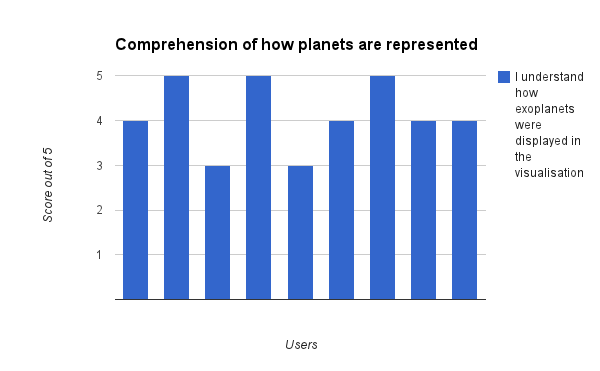 Comprehension of how planets are represented
5
4
3
2
1
Score out of 5
Users
I understand
how
exoplanets
were
displayed in
the
visualisation